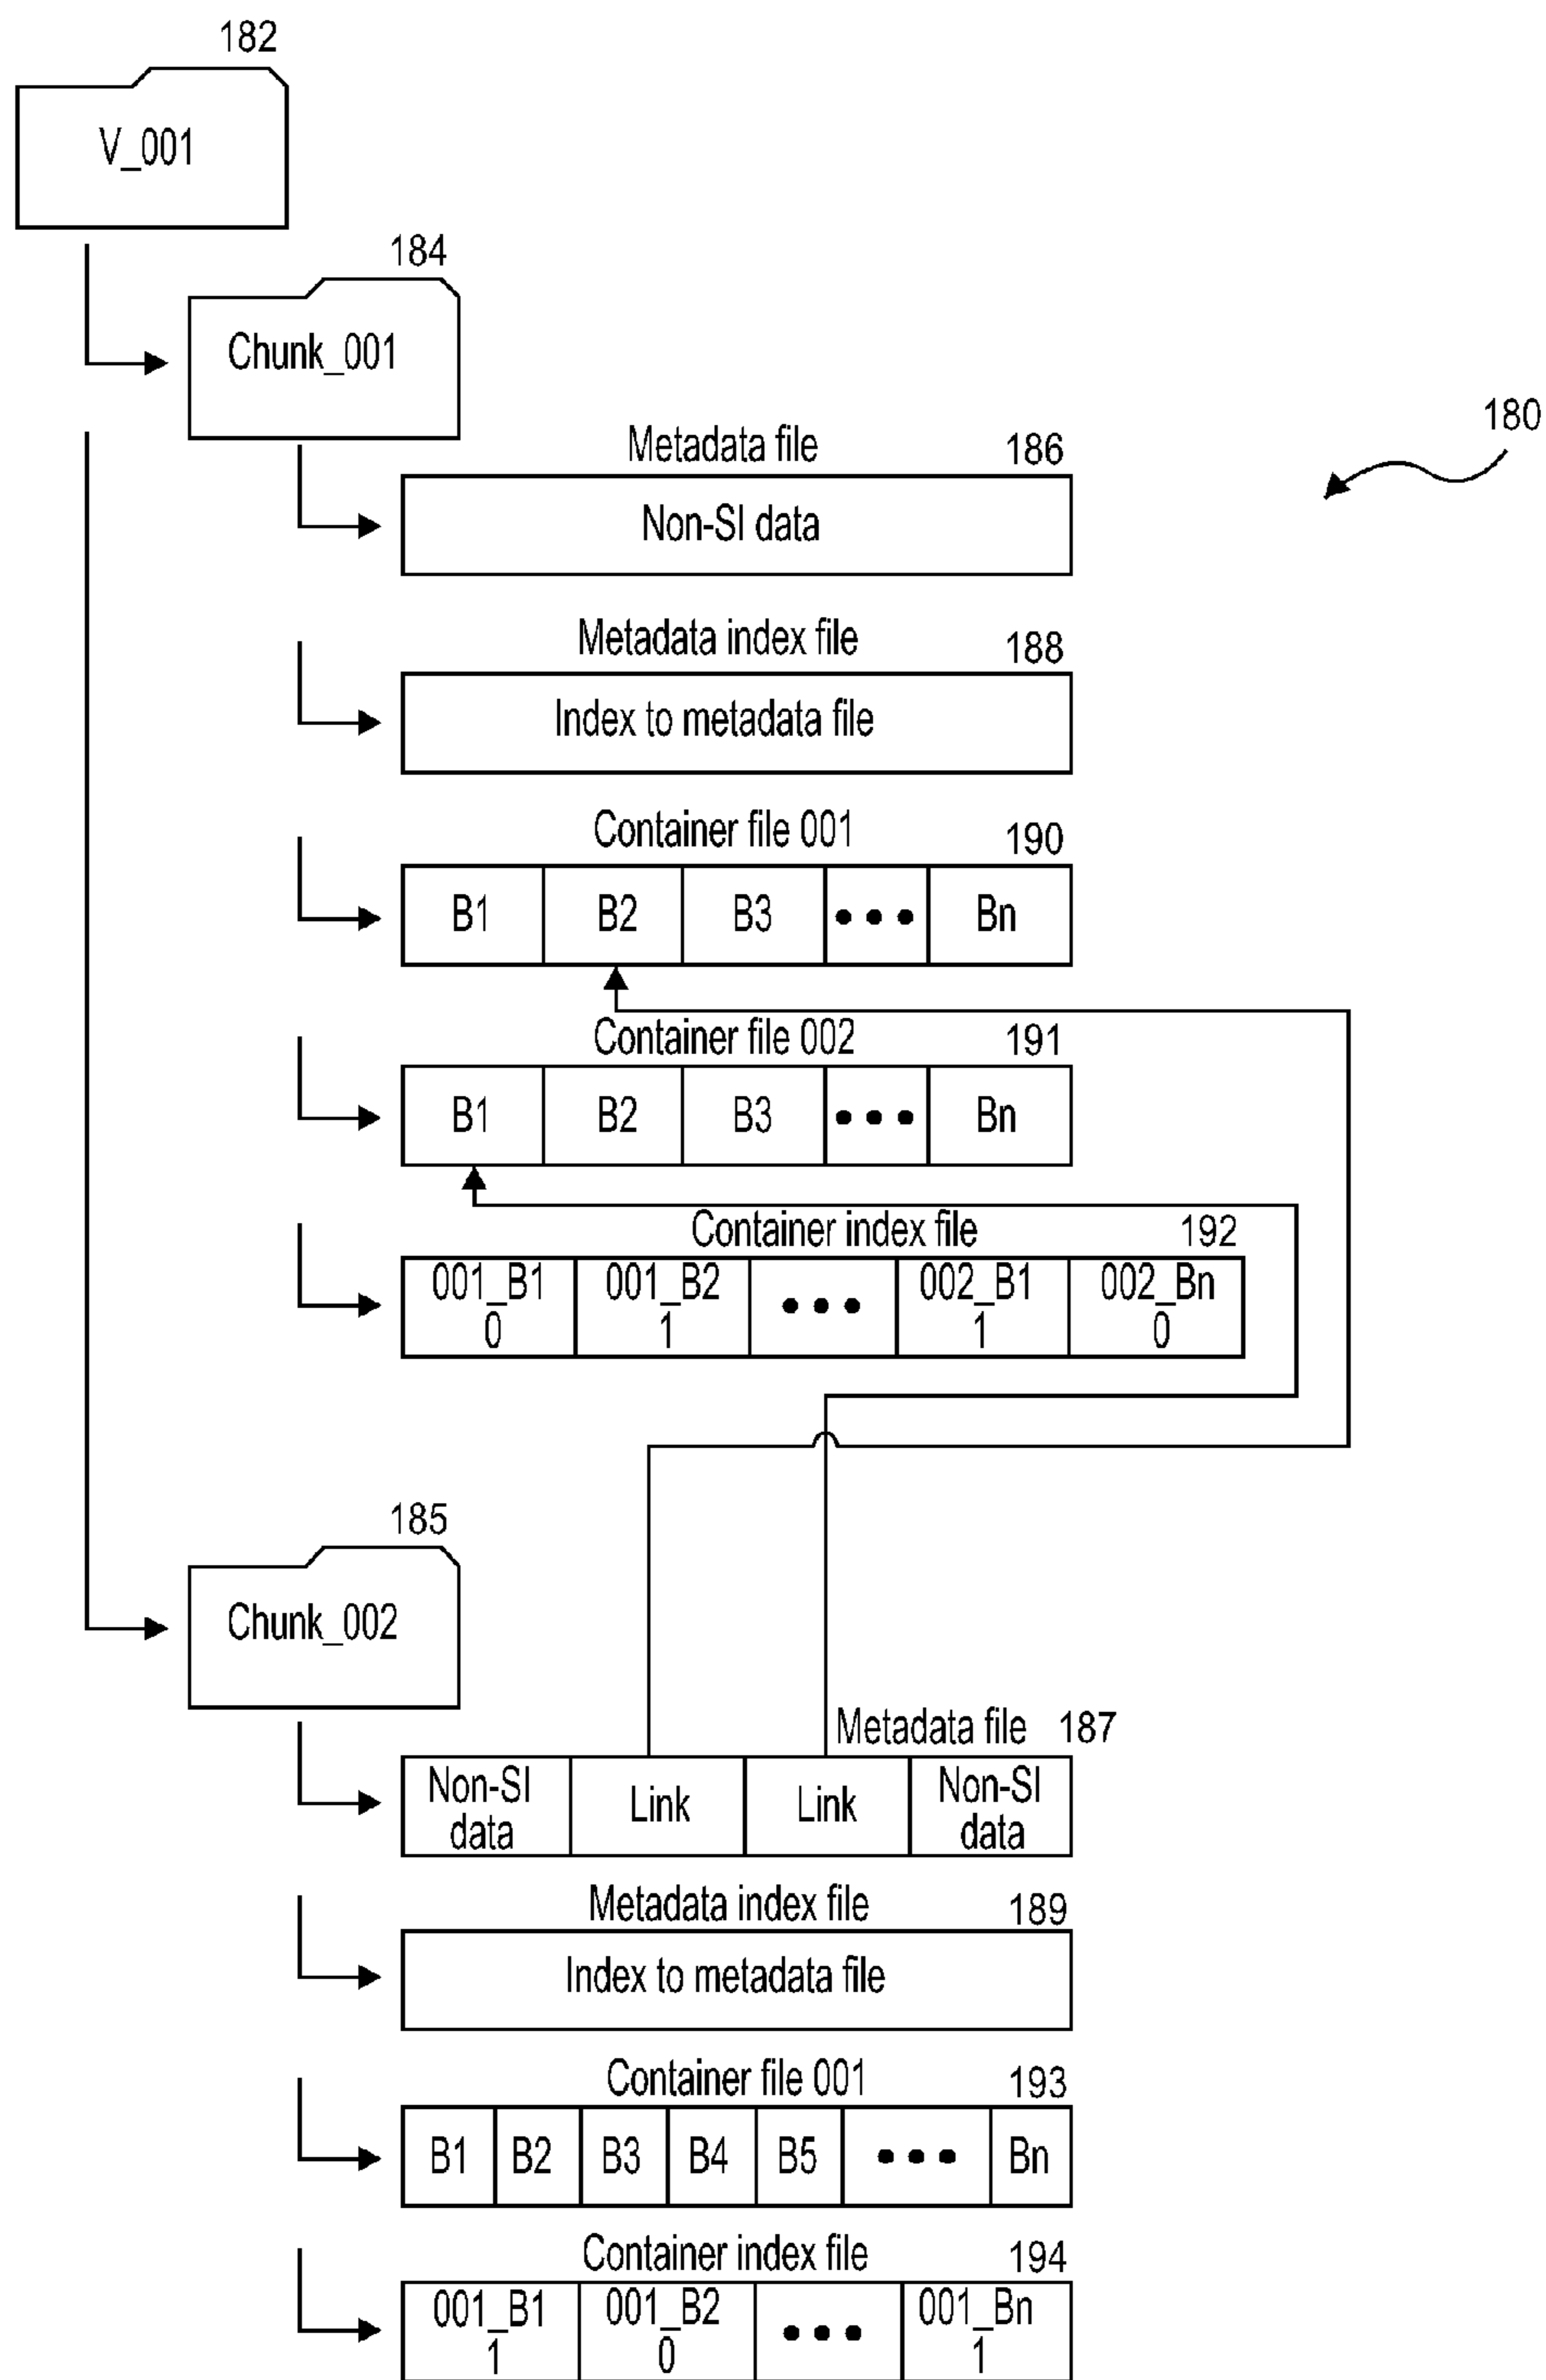 182
V_001
184
Chunk_001
180
Metadata file 186
Non-SI data
Metadata index file 188
Index to metadata file
Container file 001 190
B1 B2 B3 ••• Bn
Container file 002 191
B1 B2 B3 ••• Bn
Container index file 192
001_B1 001_B2 ••• 002_B1 002_Bn
0 1 1 0
185
Chunk_002
Metadata file 187
Non-SI data Link Link Non-SI data
Metadata index file 189
Index to metadata file
Container file 001 193
B1 B2 B3 B4 B5 ••• Bn
Container index file 194
001_B1 001_B2 ••• 001_Bn
1 0 1